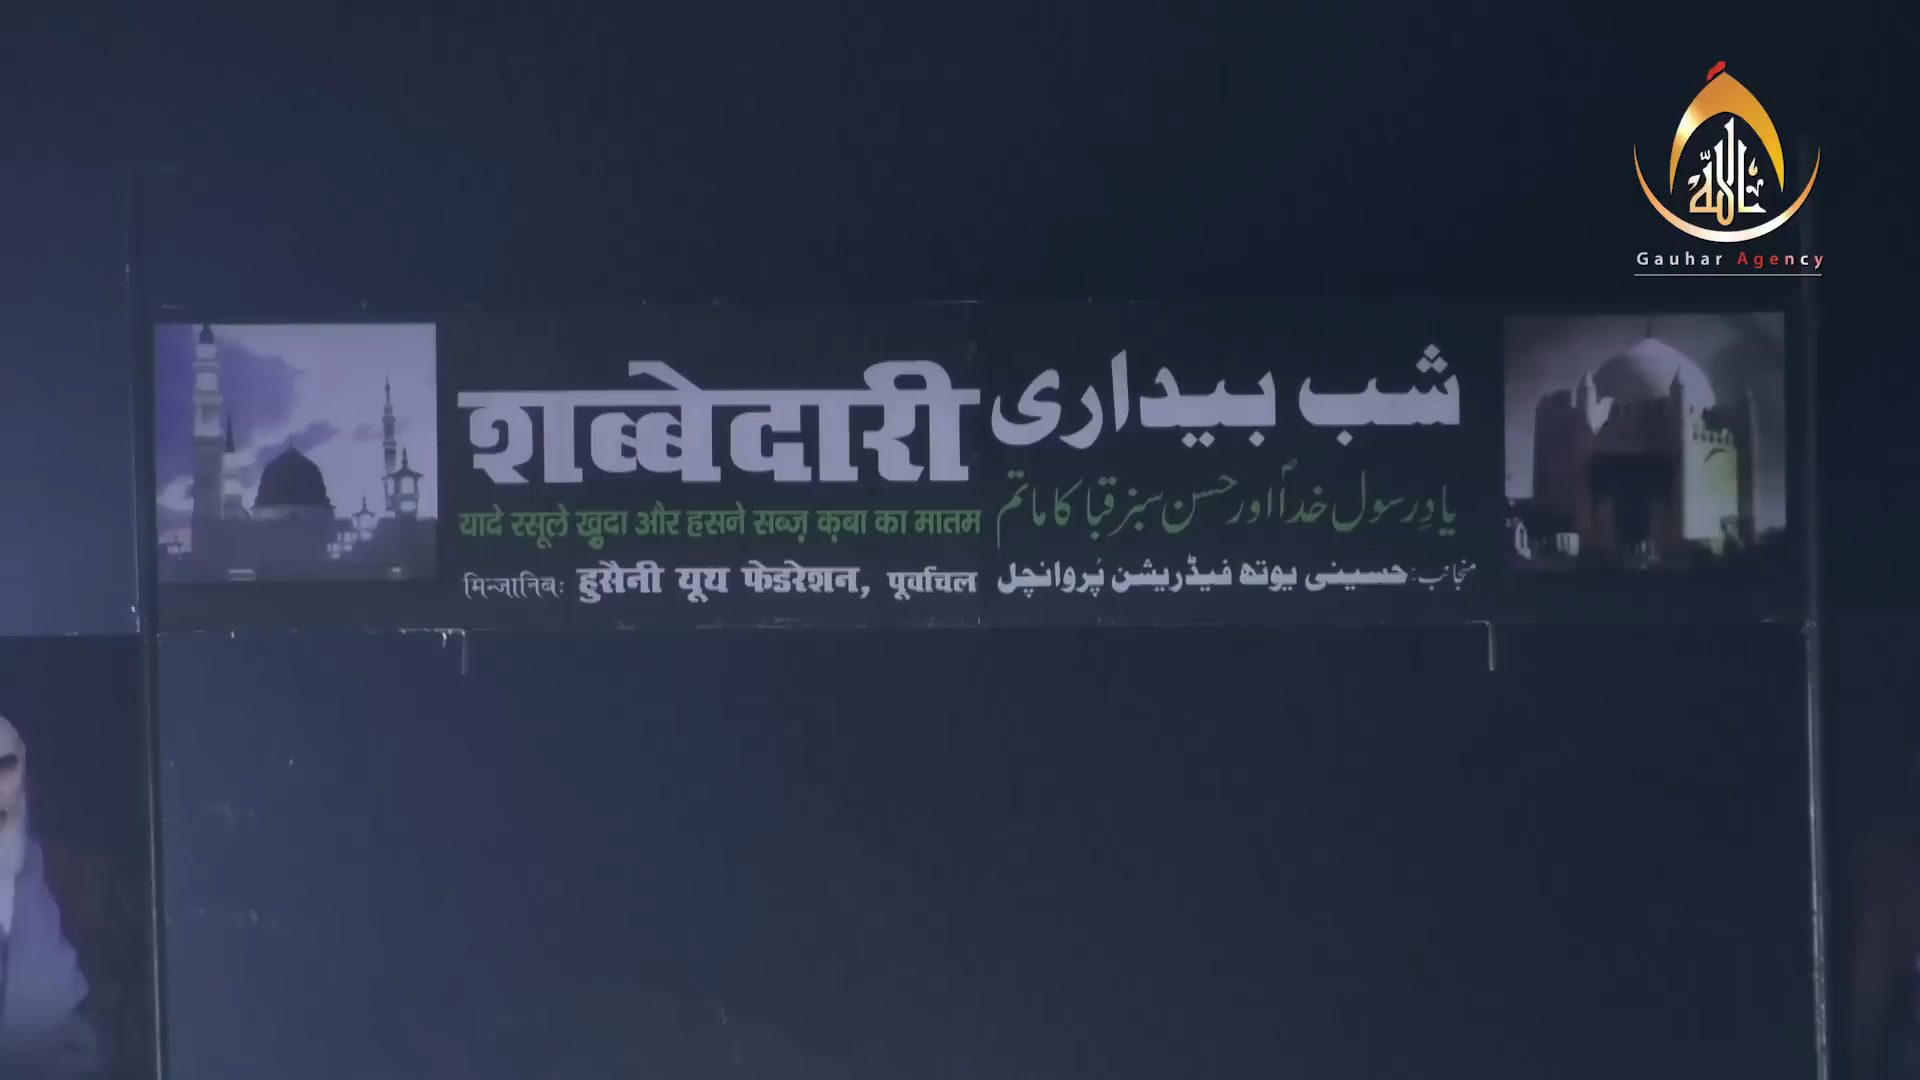 Gauhar Agency
शब्बेदारी
شب بیداری
यादे रसूले ख़ुदा और हसने सब्ज़ क़बा का मातम
یادِ رسول خداؐ اور حسن سبز قبا کا ماتم
मिन्जानिब: हुसैनी यूथ फेडरेशन, पूर्वाचल
منجانب: حسینی یوتھ فیڈریشن پُروانچل